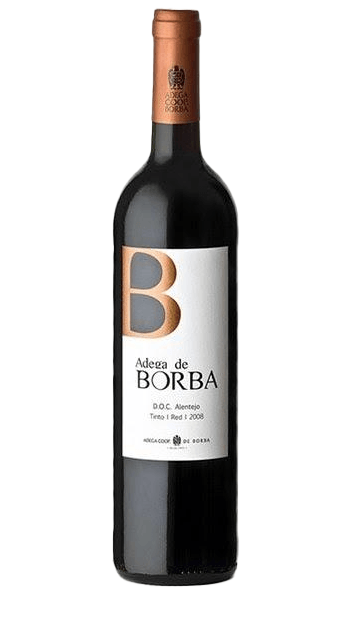 ADEGA
COOP.
BORBA
B
Adega de
BORBA
D.O.C. Alentejo
Tinto | Red | 2008
ADEGA COOP. DE BORBA